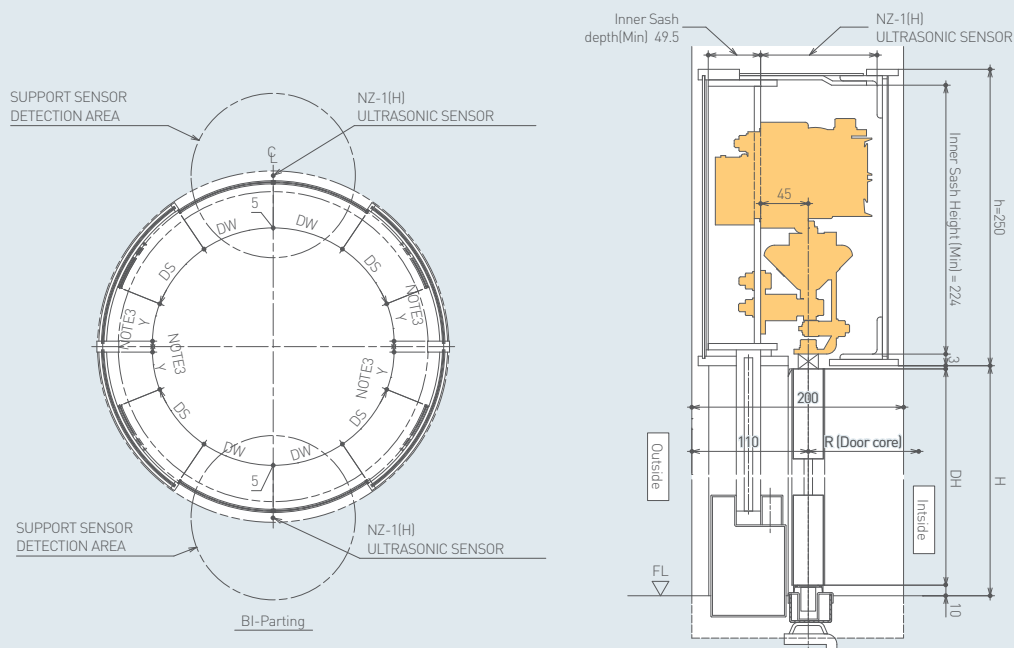 SUPPORT SENSOR
DETECTION AREA
NZ-1(H)
ULTRASONIC SENSOR
CL
5
DW
DW
DS
DS
NOTE3
Y
NOTE3
Y
Y
NOTE3
Y
NOTE3
DS
DS
DW
DW
5
SUPPORT SENSOR
DETECTION AREA
NZ-1(H)
ULTRASONIC SENSOR
BI-Parting
Inner Sash
depth(Min) 49.5
NZ-1(H)
ULTRASONIC SENSOR
45
Inner Sash Height (Min) = 224
h=250
3
200
110
R (Door core)
Outside
Intside
DH
H
FL
10